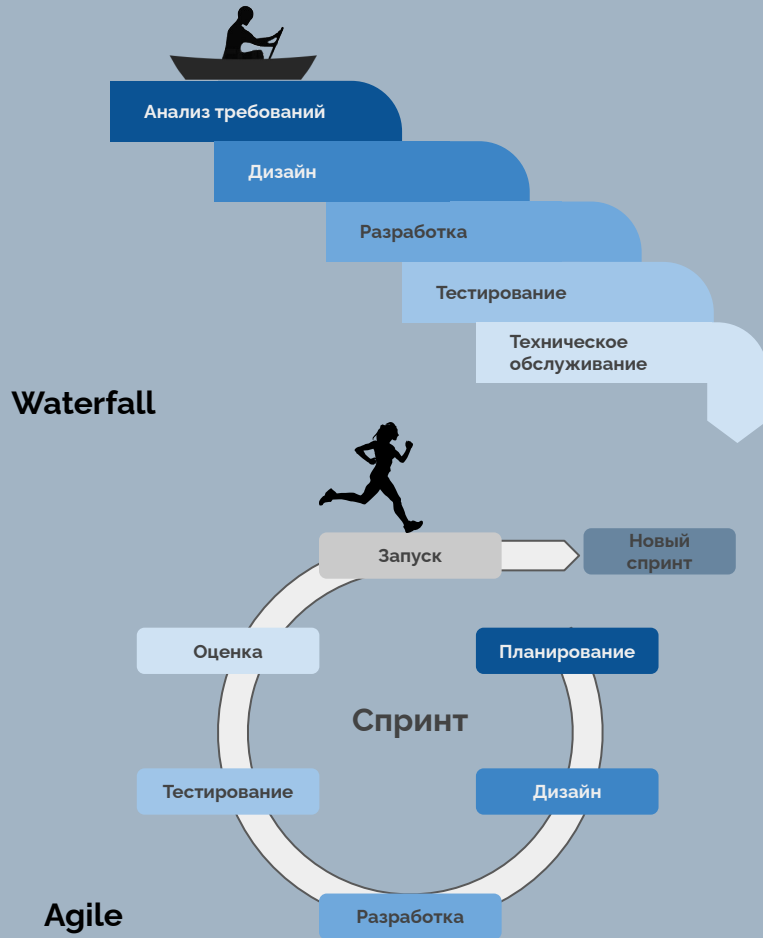 Анализ требований
Дизайн
Разработка
Тестирование
Техническое
обслуживание
Waterfall
Запуск
Новый
спринт
Оценка
Планирование
Спринт
Тестирование
Дизайн
Agile
Разработка